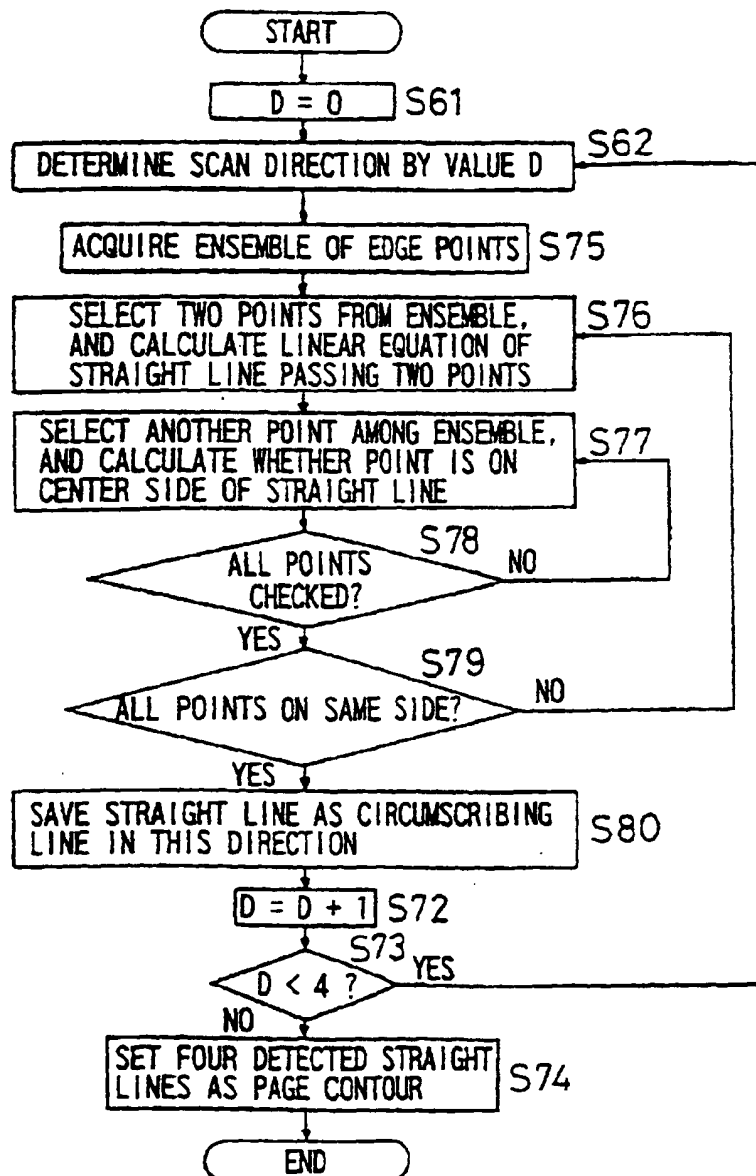 START
D = 0 S61
DETERMINE SCAN DIRECTION BY VALUE D S62
ACQUIRE ENSEMBLE OF EDGE POINTS S75
SELECT TWO POINTS FROM ENSEMBLE, S76
AND CALCULATE LINEAR EQUATION OF
STRAIGHT LINE PASSING TWO POINTS
SELECT ANOTHER POINT AMONG ENSEMBLE, S77
AND CALCULATE WHETHER POINT IS ON
CENTER SIDE OF STRAIGHT LINE
S78
ALL POINTS NO
CHECKED?
YES
S79
ALL POINTS ON SAME SIDE? NO
YES
SAVE STRAIGHT LINE AS CIRCUMSCRIBING S80
LINE IN THIS DIRECTION
D = D + 1 S72
S73
D < 4 ? YES
NO
SET FOUR DETECTED STRAIGHT S74
LINES AS PAGE CONTOUR
END